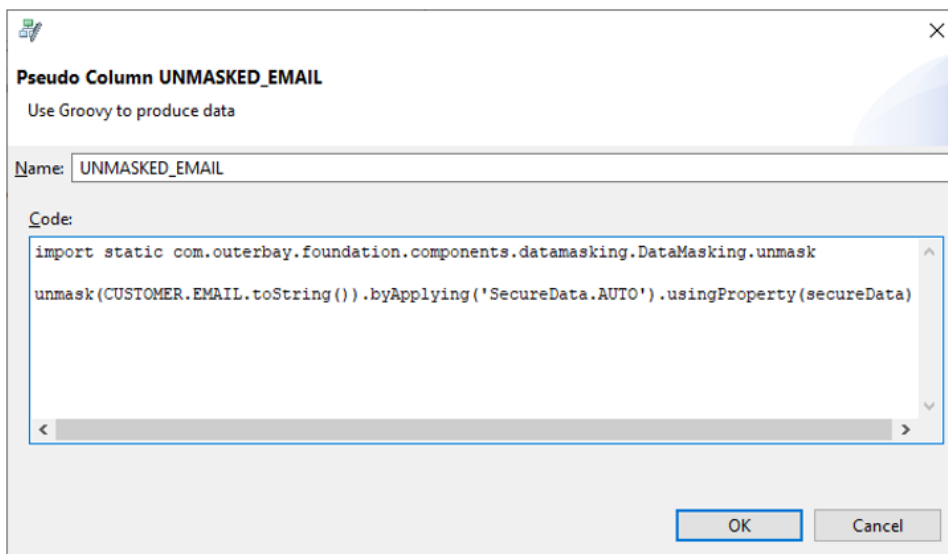 Pseudo Column UNMASKED_EMAIL
Use Groovy to produce data
Name: UNMASKED_EMAIL
Code:
import static com.outerbay.foundation.components.datamasking.DataMasking.unmask
unmask(CUSTOMER.EMAIL.toString()).byApplying('SecureData.AUTO').usingProperty(secureData)
OK Cancel